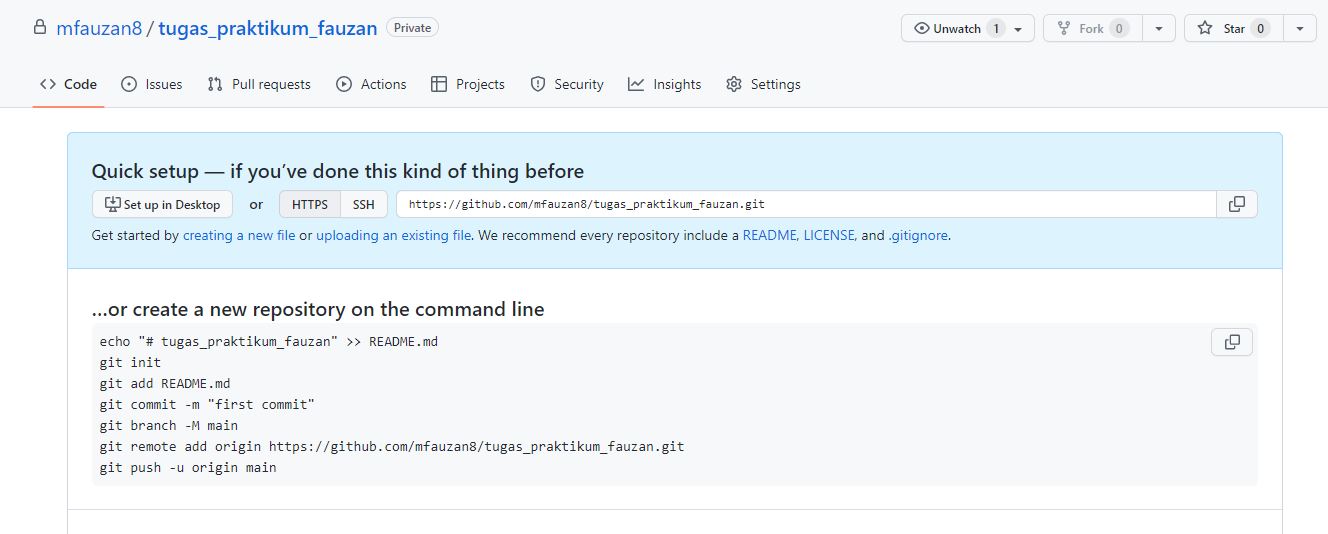 mfauzan8 / tugas_praktikum_fauzan Private Unwatch 1 Fork 0 Star 0
Code Issues Pull requests Actions Projects Security Insights Settings
Quick setup — if you’ve done this kind of thing before
Set up in Desktop or HTTPS SSH https://github.com/mfauzan8/tugas_praktikum_fauzan.git
Get started by creating a new file or uploading an existing file. We recommend every repository include a README, LICENSE, and .gitignore.
…or create a new repository on the command line
echo "# tugas_praktikum_fauzan" >> README.md
git init
git add README.md
git commit -m "first commit"
git branch -M main
git remote add origin https://github.com/mfauzan8/tugas_praktikum_fauzan.git
git push -u origin main